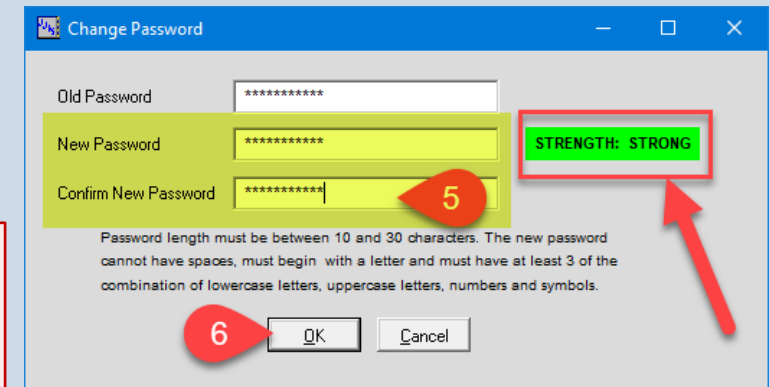 Change Password
Old Password ***********
New Password *********** STRENGTH: STRONG
Confirm New Password *********** 5
Password length must be between 10 and 30 characters. The new password
cannot have spaces, must begin with a letter and must have at least 3 of the
combination of lowercase letters, uppercase letters, numbers and symbols.
6 OK Cancel